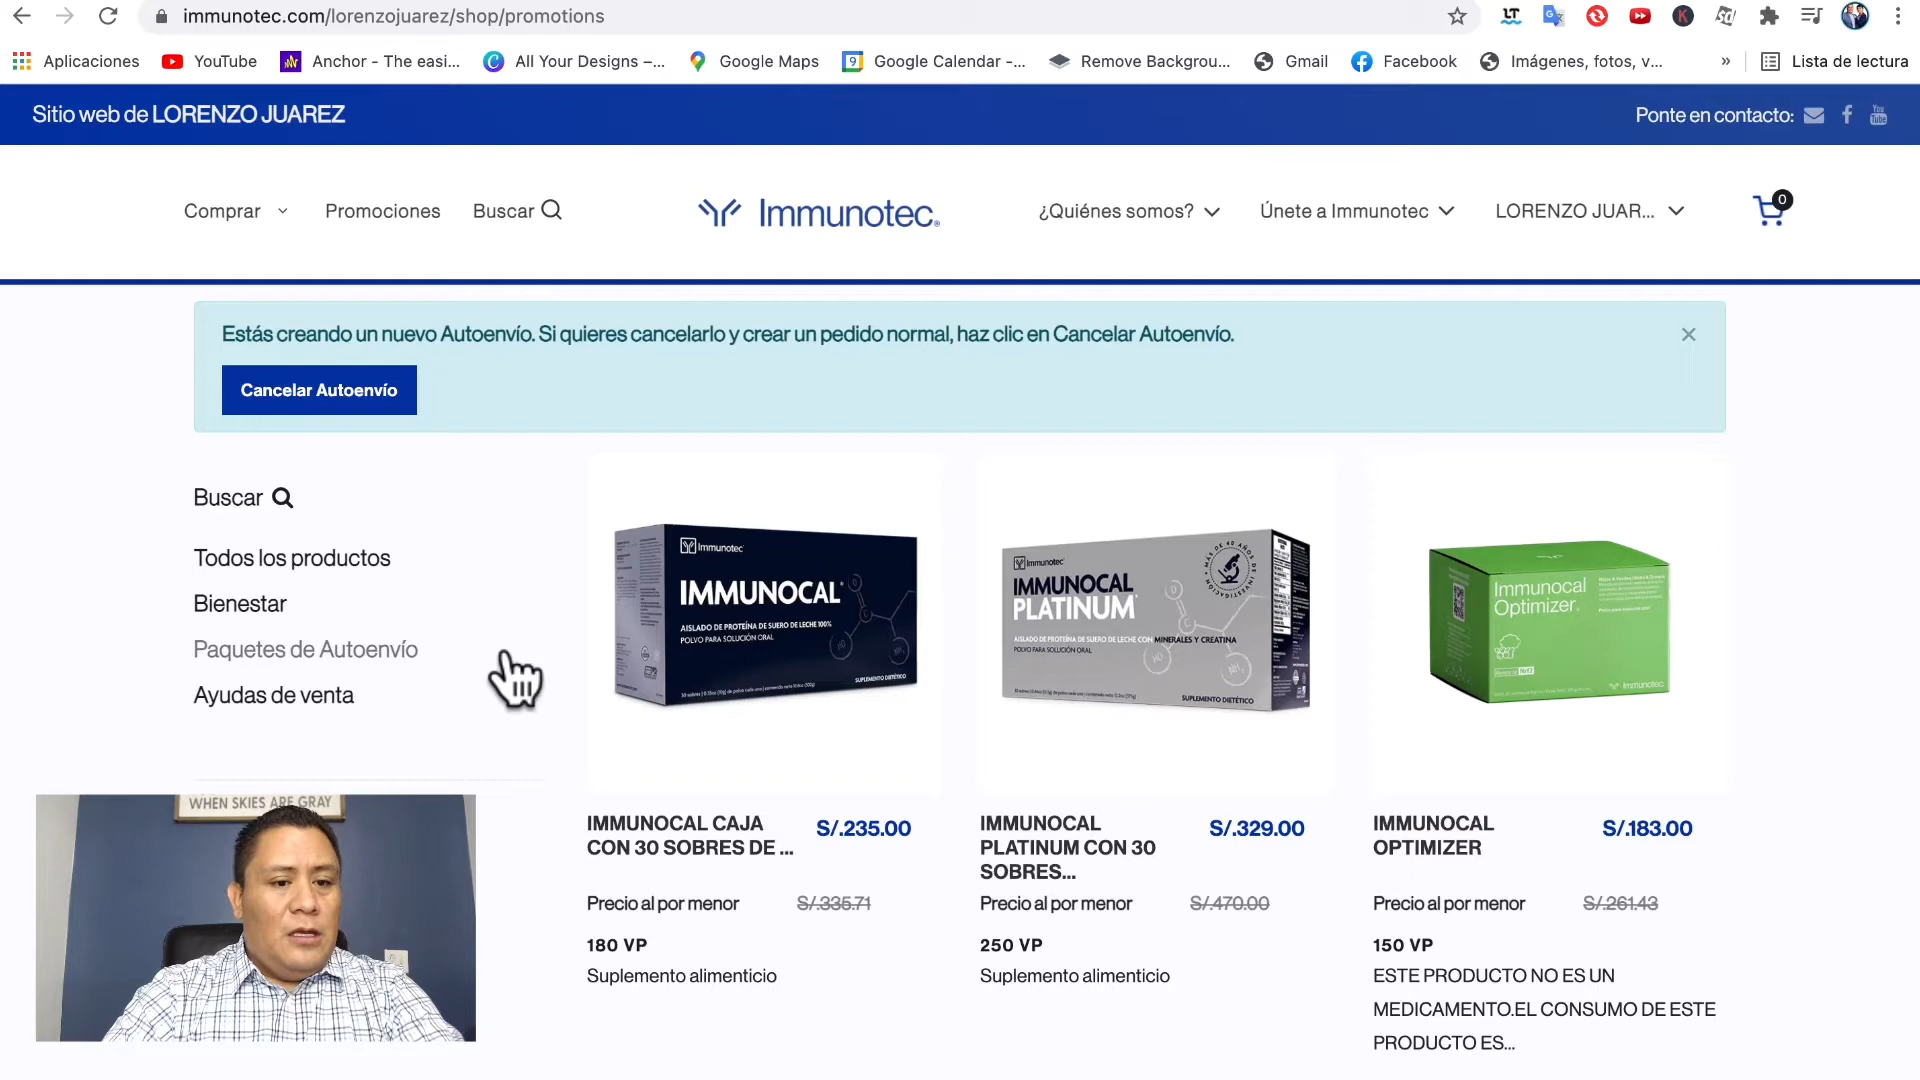 immunotec.com/lorenzojuarez/shop/promotions
Aplicaciones YouTube Anchor - The easi... All Your Designs –... Google Maps Google Calendar -... Remove Backgrou... Gmail Facebook Imágenes, fotos, v... » Lista de lectura
Sitio web de LORENZO JUAREZ
Ponte en contacto:
Comprar Promociones Buscar Immunotec ¿Quiénes somos? Únete a Immunotec LORENZO JUAR... 0
Estás creando un nuevo Autoenvío. Si quieres cancelarlo y crear un pedido normal, haz clic en Cancelar Autoenvío.
Cancelar Autoenvío
Buscar
Todos los productos
Bienestar
Paquetes de Autoenvío
Ayudas de venta
WHEN SKIES ARE GRAY
Immunotec
IMMUNOCAL
AISLADO DE PROTEÍNA DE SUERO DE LECHE 100%
POLVO PARA SOLUCIÓN ORAL
SUPLEMENTO DIETÉTICO
IMMUNOCAL CAJA
CON 30 SOBRES DE ...
S/.235.00
Precio al por menor S/.335.71
180 VP
Suplemento alimenticio
Immunotec
IMMUNOCAL
PLATINUM
MÁS DE 40 AÑOS DE INVESTIGACIÓN
AISLADO DE PROTEÍNA DE SUERO DE LECHE CON MINERALES Y CREATINA
POLVO PARA SOLUCIÓN ORAL
SUPLEMENTO DIETÉTICO
IMMUNOCAL
PLATINUM CON 30
SOBRES...
S/.329.00
Precio al por menor S/.470.00
250 VP
Suplemento alimenticio
Immunocal
Optimizer
Immunotec
IMMUNOCAL
OPTIMIZER
S/.183.00
Precio al por menor S/.261.43
150 VP
ESTE PRODUCTO NO ES UN
MEDICAMENTO.EL CONSUMO DE ESTE
PRODUCTO ES...